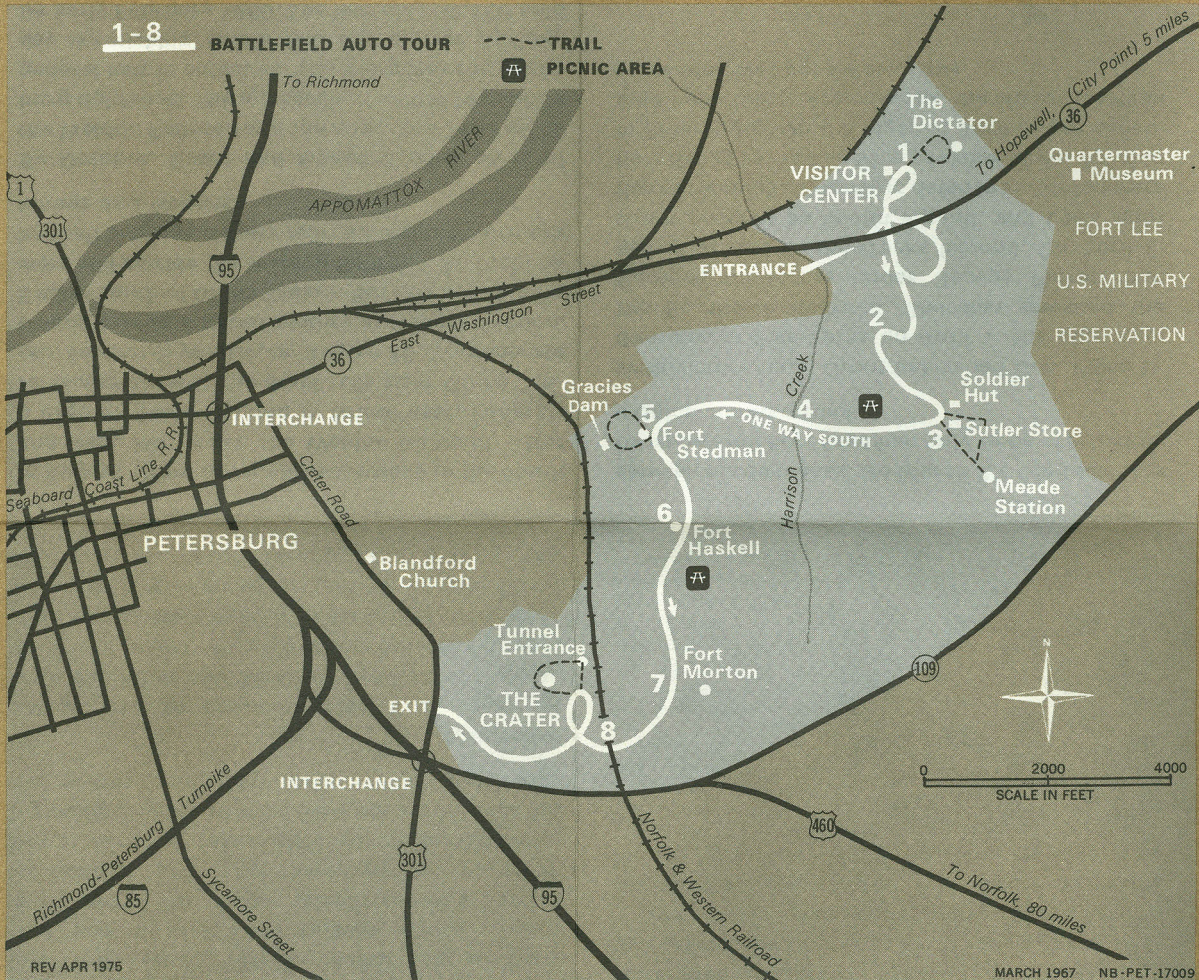 1-8
BATTLEFIELD AUTO TOUR
TRAIL
PICNIC AREA
To Richmond
APPOMATTOX RIVER
1
301
95
The
Dictator
1
VISITOR
CENTER
To Hopewell, (City Point) 5 miles
36
Quartermaster
Museum
FORT LEE
U.S. MILITARY
RESERVATION
ENTRANCE
East Washington Street
36
2
INTERCHANGE
Gracies
Dam
5
Fort
Stedman
4
ONE WAY SOUTH
Soldier
Hut
3
Sutler Store
Meade
Station
Harrison Creek
Seaboard Coast Line R.R.
Crater Road
PETERSBURG
Blandford
Church
6
Fort
Haskell
Tunnel
Entrance
Fort
Morton
7
THE
CRATER
EXIT
8
109
N
INTERCHANGE
0 2000 4000
SCALE IN FEET
Richmond-Petersburg Turnpike
85
Sycamore Street
301
95
460
Norfolk & Western Railroad
To Norfolk, 80 miles
REV APR 1975
MARCH 1967 NB-PET-17009